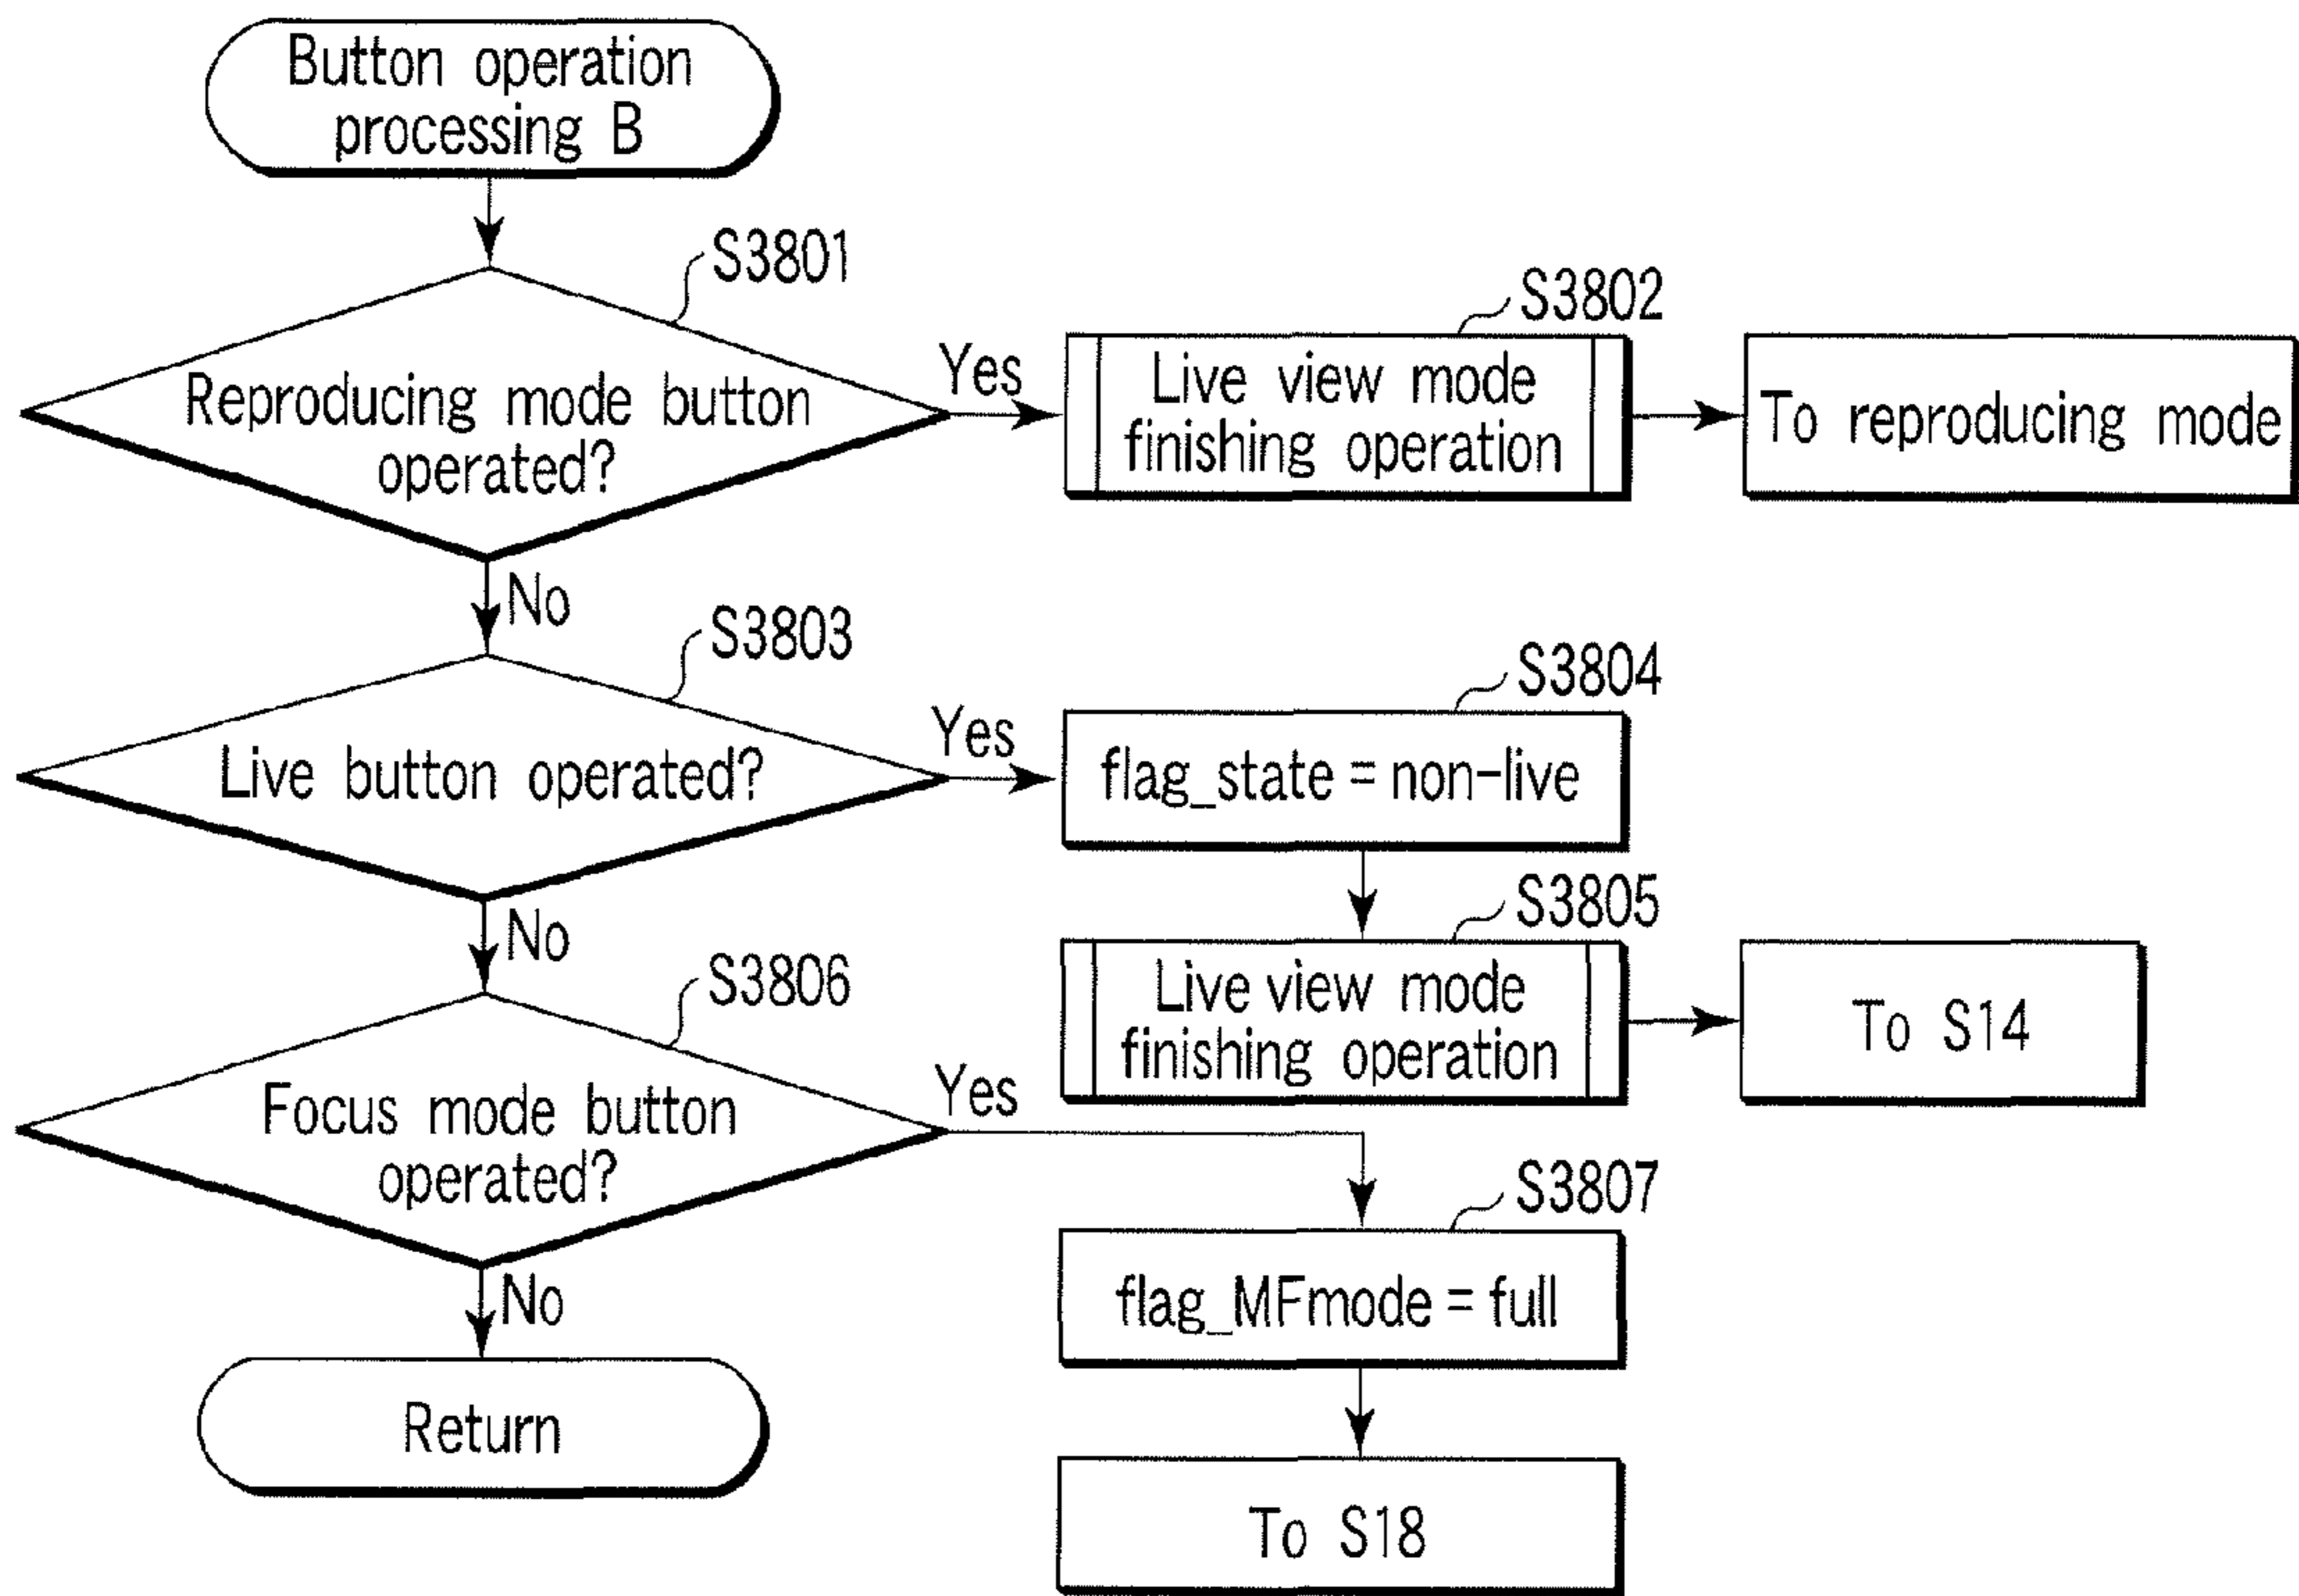 Button operation
processing B
S3801
Reproducing mode button
operated?
Yes
S3802
Live view mode
finishing operation
To reproducing mode
No
S3803
Live button operated?
Yes
S3804
flag_state = non-live
S3805
Live view mode
finishing operation
To S14
No
S3806
Focus mode button
operated?
Yes
S3807
flag_MFmode = full
To S18
No
Return